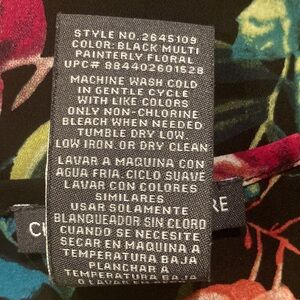 STYLE NO. 2645109
COLOR: BLACK MULTI
PAINTERLY FLORAL
UPC# 884402601528
MACHINE WASH COLD
IN GENTLE CYCLE
WITH LIKE COLORS
ONLY NON-CHLORINE
BLEACH WHEN NEEDED
TUMBLE DRY LOW
LOW IRON, OR DRY CLEAN
LAVAR A MAQUINA CON
AGUA FRIA. CICLO SUAVE
LAVAR CON COLORES
SIMILARES
USAR SOLAMENTE
BLANQUEADOR SIN CLORO
CUANDO SE NECESITE
SECAR EN MAQUINA A
TEMPERATURA BAJA
PLANCHAR A
TEMPERATURA BAJA
O LAVAR EN